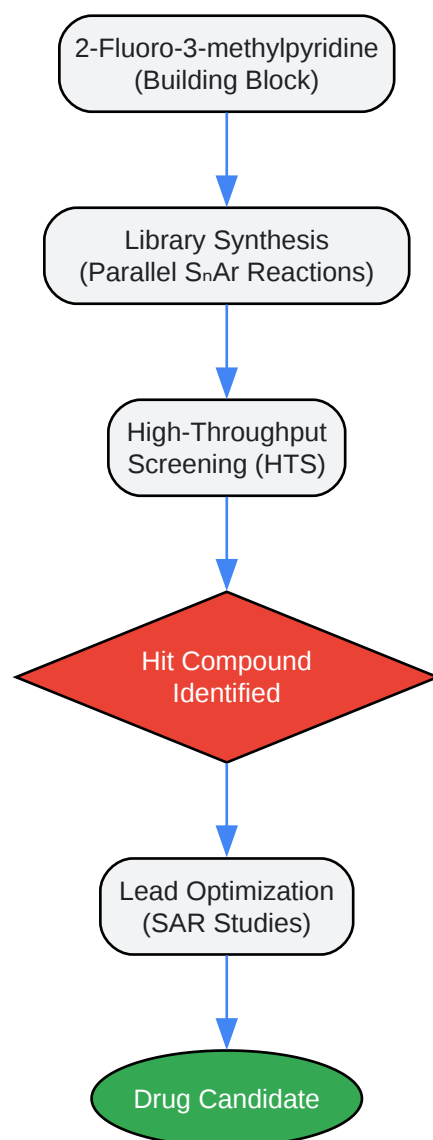 2-Fluoro-3-methylpyridine
(Building Block)
Library Synthesis
(Parallel SₙAr Reactions)
High-Throughput
Screening (HTS)
Hit Compound
Identified
Lead Optimization
(SAR Studies)
Drug Candidate